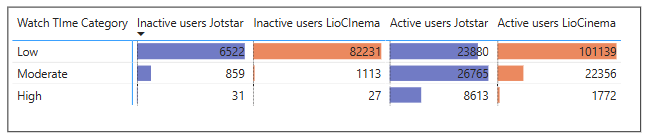 Watch TIme Category Inactive users Jotstar Inactive users LioCInema Active users Jotstar Active users LioCinema
Low 6522 82231 23880 101139
Moderate 859 1113 26765 22356
High 31 27 8613 1772